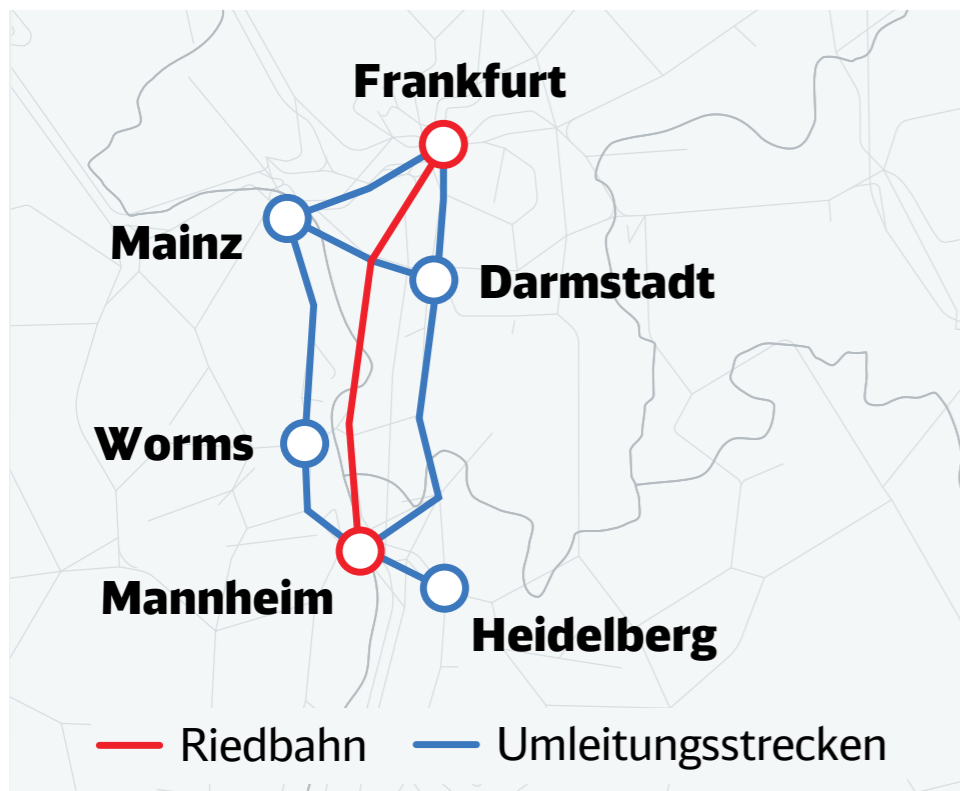 Frankfurt
Mainz
Darmstadt
Worms
Mannheim
Heidelberg
Riedbahn
Umleitungsstrecken